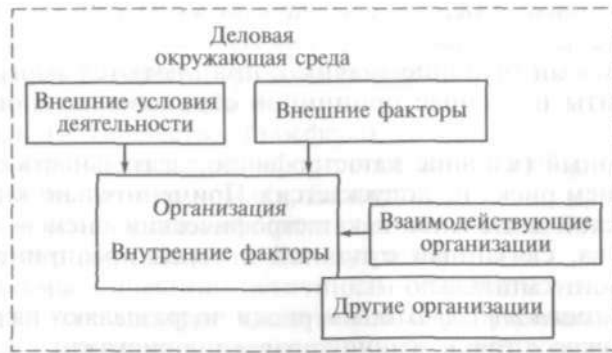 Деловая
окружающая среда
Внешние условия
деятельности
Внешние факторы
Организация
Внутренние факторы
Взаимодействующие
организации
Другие организации